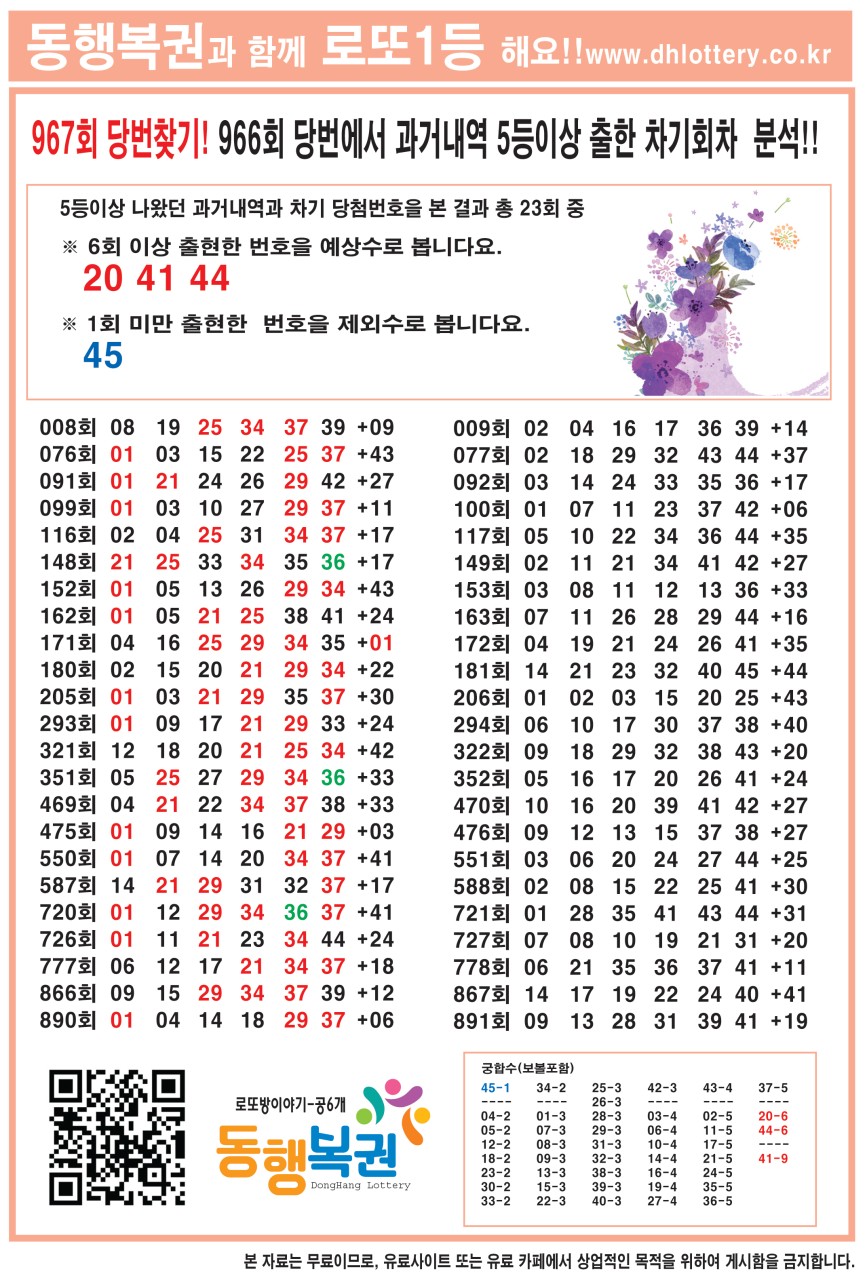 동행복권과 함께 로또1등 해요!!www.dhlottery.co.kr
967회 당번찾기! 966회 당번에서 과거내역 5등이상 출한 차기회차 분석!!
5등이상 나왔던 과거내역과 차기 당첨번호을 본 결과 총 23회 중
※ 6회 이상 출현한 번호을 예상수로 봅니다요.
20 41 44
※ 1회 미만 출현한 번호을 제외수로 봅니다요.
45
008회 08 19 25 34 37 39 +09
076회 01 03 15 22 25 37 +43
091회 01 21 24 26 29 42 +27
099회 01 03 10 27 29 37 +11
116회 02 04 25 31 34 37 +17
148회 21 25 33 34 35 36 +17
152회 01 05 13 26 29 34 +43
162회 01 05 21 25 38 41 +24
171회 04 16 25 29 34 35 +01
180회 02 15 20 21 29 34 +22
205회 01 03 21 29 35 37 +30
293회 01 09 17 21 29 33 +24
321회 12 18 20 21 25 34 +42
351회 05 25 27 29 34 36 +33
469회 04 21 22 34 37 38 +33
475회 01 09 14 16 21 29 +03
550회 01 07 14 20 34 37 +41
587회 14 21 29 31 32 37 +17
720회 01 12 29 34 36 37 +41
726회 01 11 21 23 34 44 +24
777회 06 12 17 21 34 37 +18
866회 09 15 29 34 37 39 +12
890회 01 04 14 18 29 37 +06
009회 02 04 16 17 36 39 +14
077회 02 18 29 32 43 44 +37
092회 03 14 24 33 35 36 +17
100회 01 07 11 23 37 42 +06
117회 05 10 22 34 36 44 +35
149회 02 11 21 34 41 42 +27
153회 03 08 11 12 13 36 +33
163회 07 11 26 28 29 44 +16
172회 04 19 21 24 26 41 +35
181회 14 21 23 32 40 45 +44
206회 01 02 03 15 20 25 +43
294회 06 10 17 30 37 38 +40
322회 09 18 29 32 38 43 +20
352회 05 16 17 20 26 41 +24
470회 10 16 20 39 41 42 +27
476회 09 12 13 15 37 38 +27
551회 03 06 20 24 27 44 +25
588회 02 08 15 22 25 41 +30
721회 01 28 35 41 43 44 +31
727회 07 08 10 19 21 31 +20
778회 06 21 35 36 37 41 +11
867회 14 17 19 22 24 40 +41
891회 09 13 28 31 39 41 +19
로또방이야기-공6개
동행복권
DongHang Lottery
궁합수(보볼포함)
45-1 34-2 25-3 42-3 43-4 37-5
---- ---- 26-3 ---- ---- ----
04-2 01-3 28-3 03-4 02-5 20-6
05-2 07-3 29-3 06-4 11-5 44-6
12-2 08-3 31-3 10-4 17-5 ----
18-2 09-3 32-3 14-4 21-5 41-9
23-2 13-3 38-3 16-4 24-5
30-2 15-3 39-3 19-4 35-5
33-2 22-3 40-3 27-4 36-5
본 자료는 무료이므로, 유료사이트 또는 유료 카페에서 상업적인 목적을 위하여 게시함을 금지합니다.